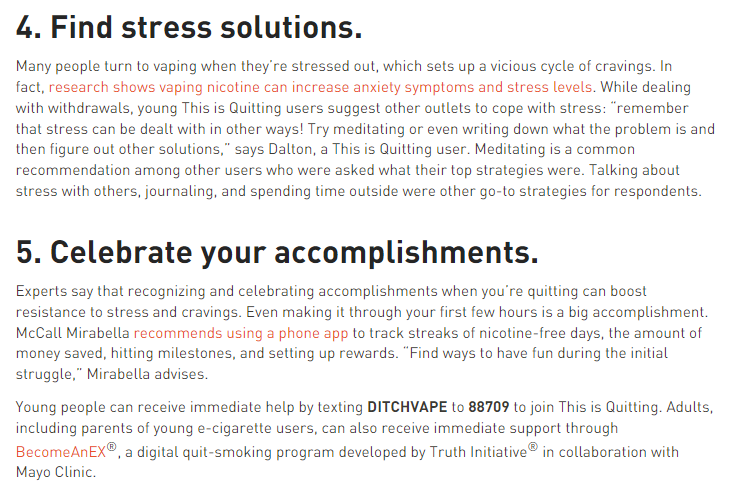 4. Find stress solutions.
Many people turn to vaping when they’re stressed out, which sets up a vicious cycle of cravings. In
fact, research shows vaping nicotine can increase anxiety symptoms and stress levels. While dealing
with withdrawals, young This is Quitting users suggest other outlets to cope with stress: “remember
that stress can be dealt with in other ways! Try meditating or even writing down what the problem is and
then figure out other solutions,” says Dalton, a This is Quitting user. Meditating is a common
recommendation among other users who were asked what their top strategies were. Talking about
stress with others, journaling, and spending time outside were other go-to strategies for respondents.
5. Celebrate your accomplishments.
Experts say that recognizing and celebrating accomplishments when you’re quitting can boost
resistance to stress and cravings. Even making it through your first few hours is a big accomplishment.
McCall Mirabella recommends using a phone app to track streaks of nicotine-free days, the amount of
money saved, hitting milestones, and setting up rewards. “Find ways to have fun during the initial
struggle,” Mirabella advises.
Young people can receive immediate help by texting DITCHVAPE to 88709 to join This is Quitting. Adults,
including parents of young e-cigarette users, can also receive immediate support through
BecomeAnEX®, a digital quit-smoking program developed by Truth Initiative® in collaboration with
Mayo Clinic.